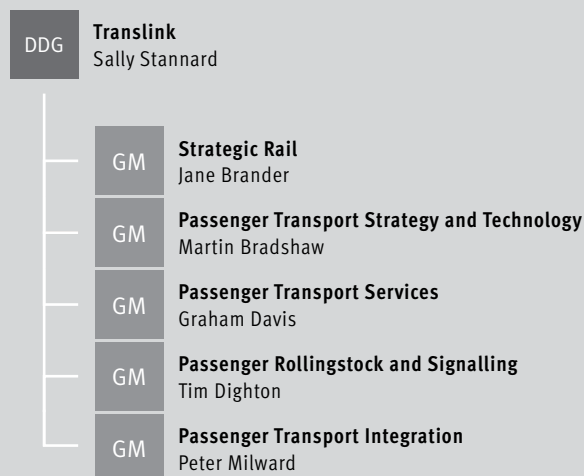 DDG
Translink
Sally Stannard
GM
Strategic Rail
Jane Brander
GM
Passenger Transport Strategy and Technology
Martin Bradshaw
GM
Passenger Transport Services
Graham Davis
GM
Passenger Rollingstock and Signalling
Tim Dighton
GM
Passenger Transport Integration
Peter Milward